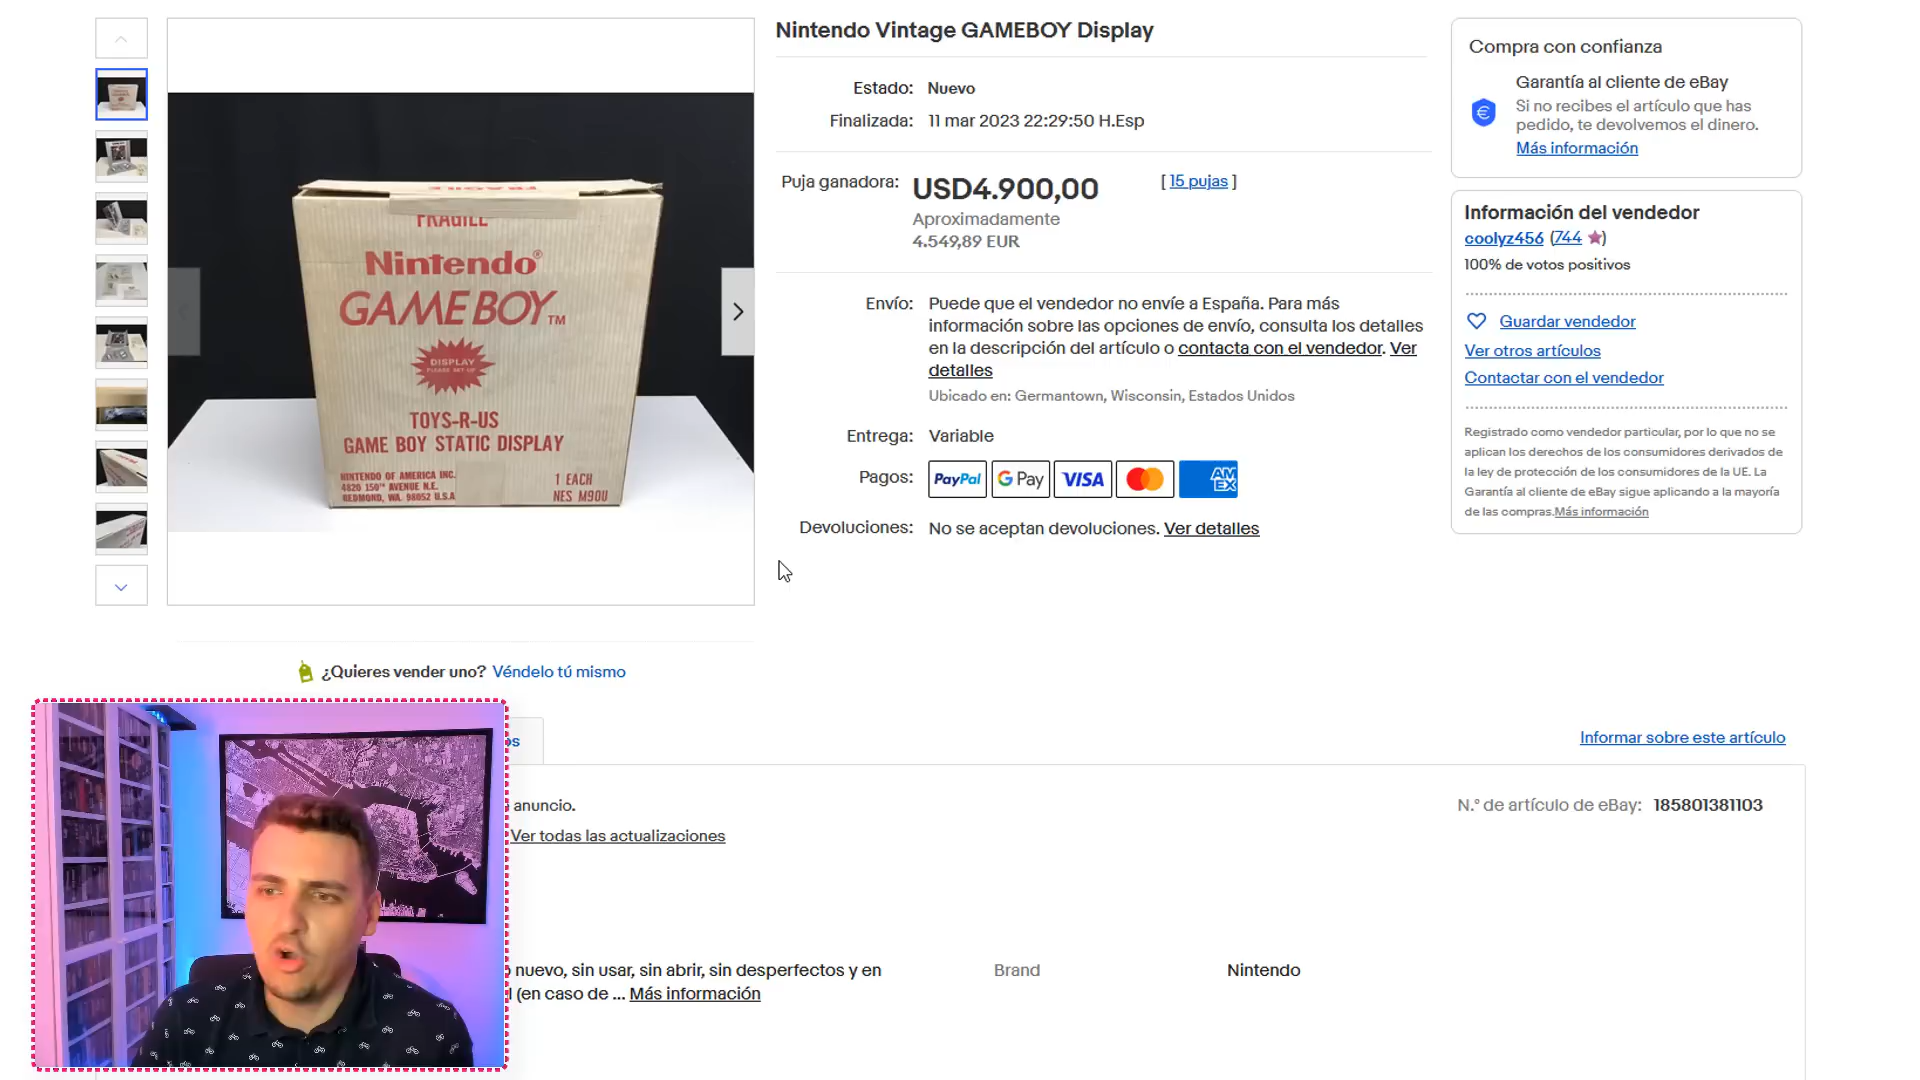 Nintendo Vintage GAMEBOY Display
Estado: Nuevo
Finalizada: 11 mar 2023 22:29:50 H.Esp
Puja ganadora: USD4.900,00 [ 15 pujas ]
Aproximadamente
4.549,89 EUR
Envío: Puede que el vendedor no envíe a España. Para más
información sobre las opciones de envío, consulta los detalles
en la descripción del artículo o contacta con el vendedor. Ver
detalles
Ubicado en: Germantown, Wisconsin, Estados Unidos
Entrega: Variable
Pagos: PayPal G Pay VISA AM EX
Devoluciones: No se aceptan devoluciones. Ver detalles
Compra con confianza
Garantía al cliente de eBay
Si no recibes el artículo que has
pedido, te devolvemos el dinero.
Más información
Información del vendedor
coolyz456 (744 )
100% de votos positivos
Guardar vendedor
Ver otros artículos
Contactar con el vendedor
Registrado como vendedor particular, por lo que no se
aplican los derechos de los consumidores derivados de
la ley de protección de los consumidores de la UE. La
Garantía al cliente de eBay sigue aplicando a la mayoría
de las compras.Más información
FRAGILE
FRAGILE
Nintendo®
GAME BOY TM
DISPLAY
PLEASE SET UP
TOYS-R-US
GAME BOY STATIC DISPLAY
NINTENDO OF AMERICA INC.
4820 150TH AVENUE N.E.
REDMOND, WA. 98052 U.S.A
1 EACH
NES M90U
¿Quieres vender uno? Véndelo tú mismo
os
Informar sobre este artículo
anuncio.
N.° de artículo de eBay: 185801381103
Ver todas las actualizaciones
nuevo, sin usar, sin abrir, sin desperfectos y en
l (en caso de ... Más información
Brand Nintendo